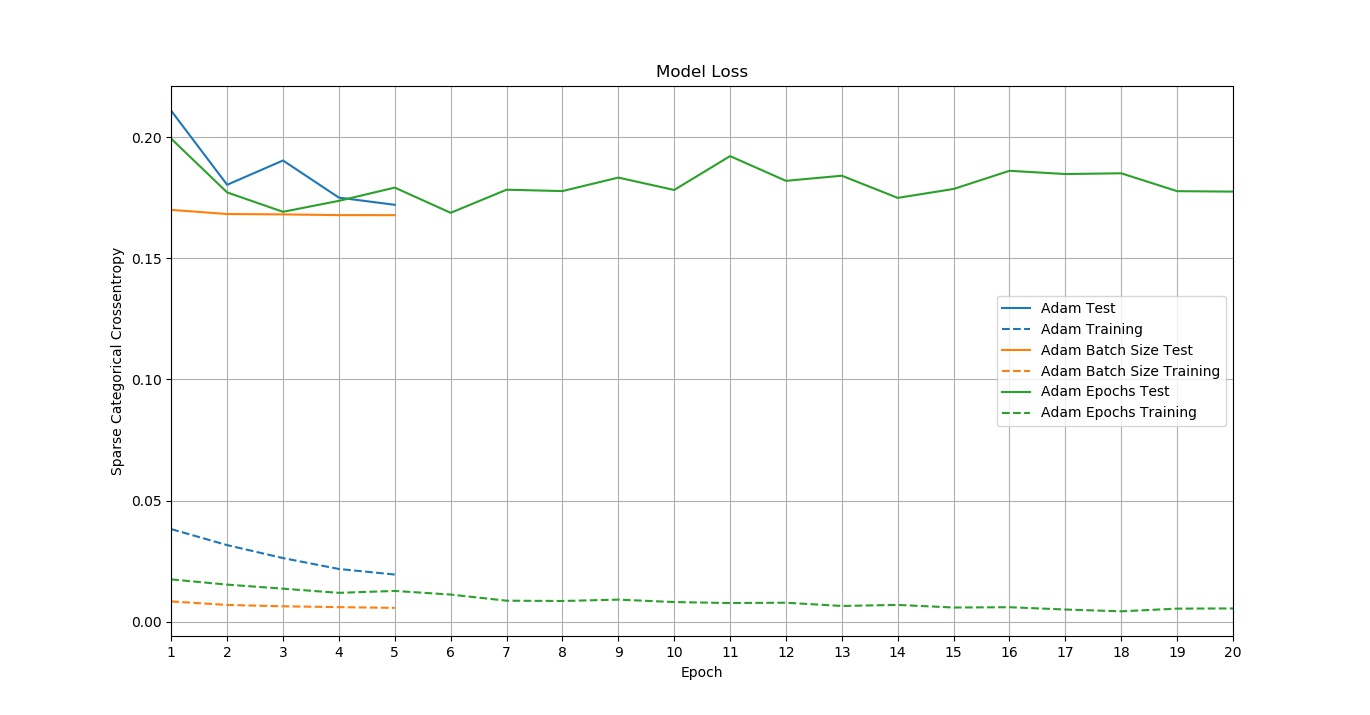 Model Loss
Sparse Categorical Crossentropy
0.20
0.15
0.10
0.05
0.00
Adam Test
Adam Training
Adam Batch Size Test
Adam Batch Size Training
Adam Epochs Test
Adam Epochs Training
1 2 3 4 5 6 7 8 9 10 11 12 13 14 15 16 17 18 19 20
Epoch